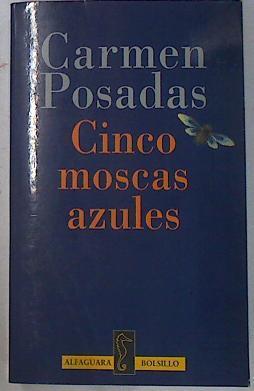 Carmen
Posadas
Cinco
moscas
azules
ALFAGUARA BOLSILLO